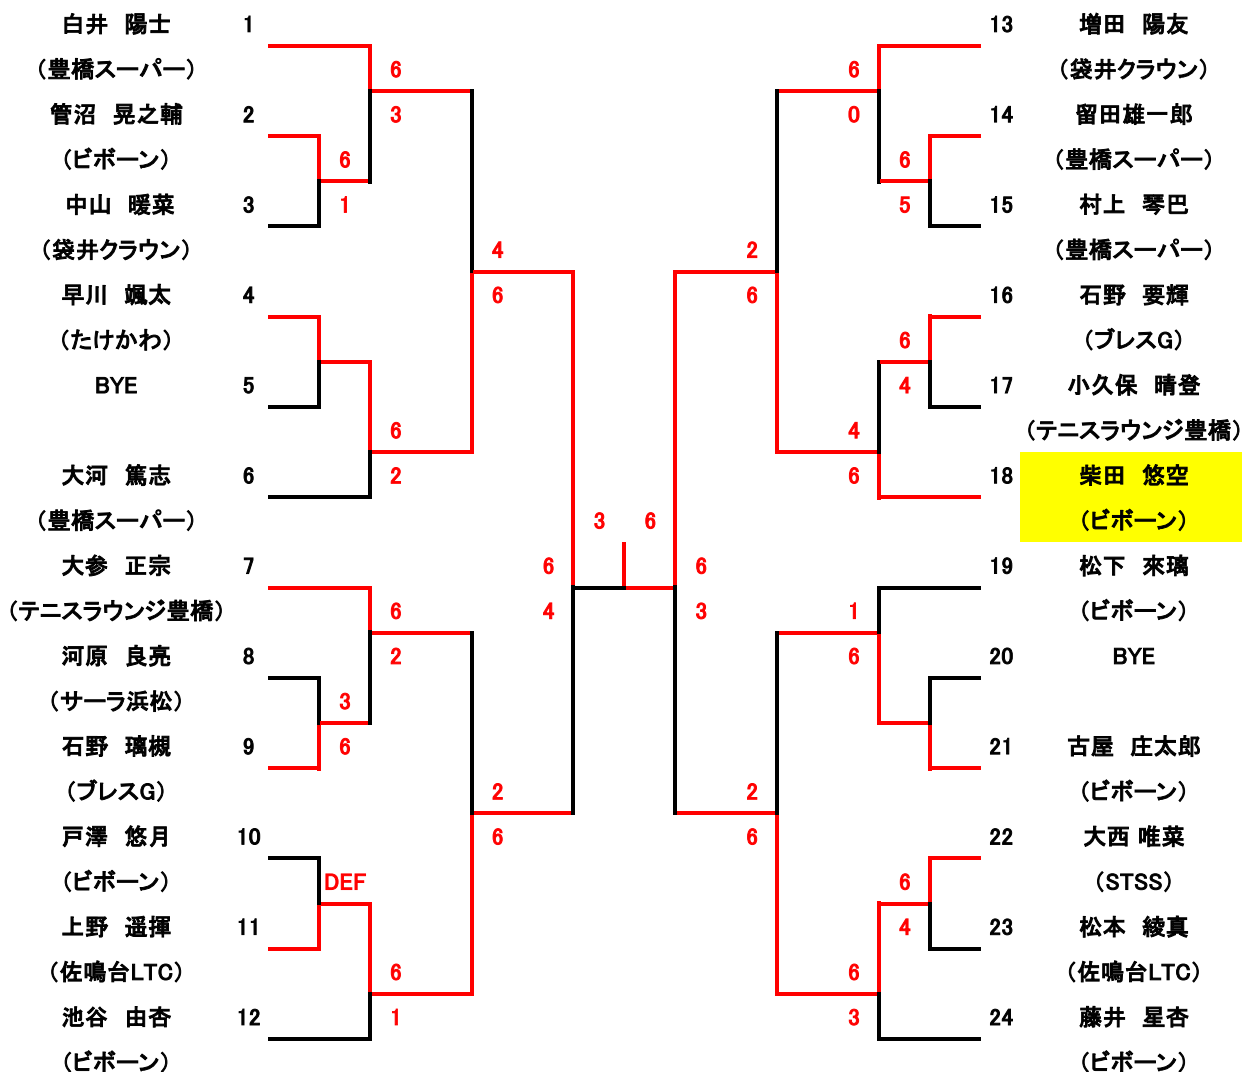 白井　陽士 1 13 増田　陽友
(豊橋スーパー) 6 6 (袋井クラウン)
管沼　晃之輔 2 3 0 14 留田雄一郎
(ビボーン) 6 6 (豊橋スーパー)
中山　暖菜 3 1 5 15 村上　琴巴
(袋井クラウン) 4 2 (豊橋スーパー)
早川　颯太 4 6 6 16 石野　要輝
(たけかわ) 6 (ブレスG)
BYE 5 4 17 小久保　晴登
6 4 (テニスラウンジ豊橋)
大河　篤志 6 2 6 18 柴田　悠空
(豊橋スーパー) 3 6 (ビボーン)
大参　正宗 7 6 6 19 松下　來璃
(テニスラウンジ豊橋) 6 4 3 1 (ビボーン)
河原　良亮 8 2 6 20 BYE
(サーラ浜松) 3
石野　璃槻 9 6 21 古屋　庄太郎
(ブレスG) 2 2 (ビボーン)
戸澤　悠月 10 6 6 22 大西 唯菜
(ビボーン) DEF 6 (STSS)
上野　遥揮 11 4 23 松本　綾真
(佐鳴台LTC) 6 6 (佐鳴台LTC)
池谷　由杏 12 1 3 24 藤井　星杏
(ビボーン) (ビボーン)